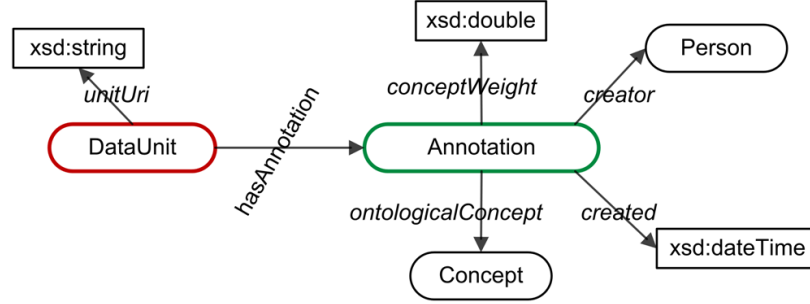 xsd:string
xsd:double
Person
unitUri
conceptWeight
creator
DataUnit
hasAnnotation
Annotation
ontologicalConcept
created
xsd:dateTime
Concept